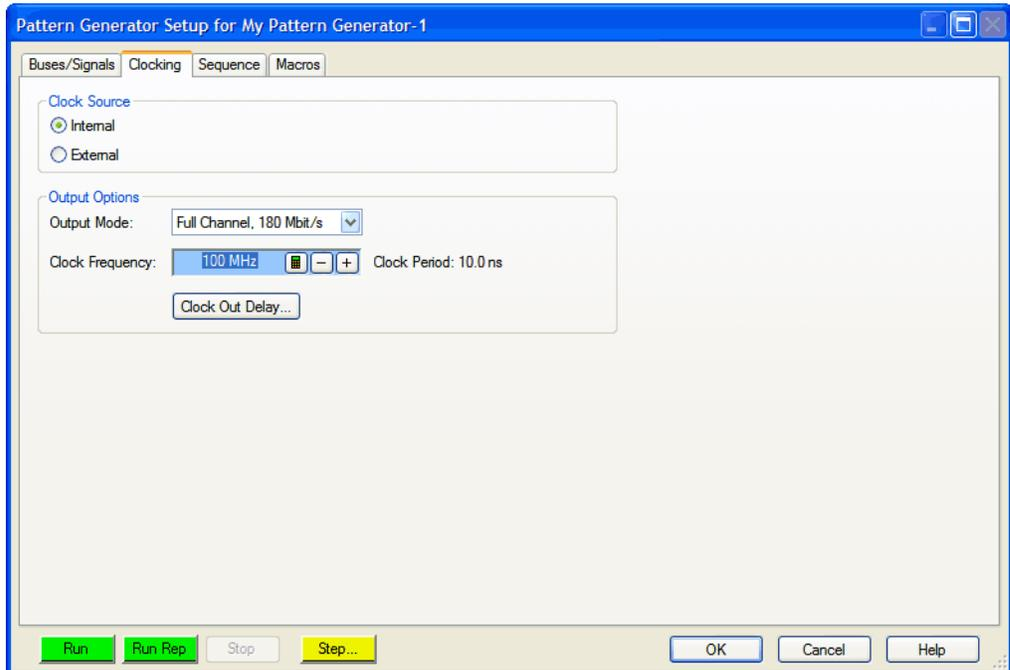 Pattern Generator Setup for My Pattern Generator-1
Buses/Signals Clocking Sequence Macros
Clock Source
Internal
External
Output Options
Output Mode: Full Channel, 180 Mbit/s
Clock Frequency: 100 MHz - + Clock Period: 10.0 ns
Clock Out Delay...
Run Run Rep Stop Step... OK Cancel Help